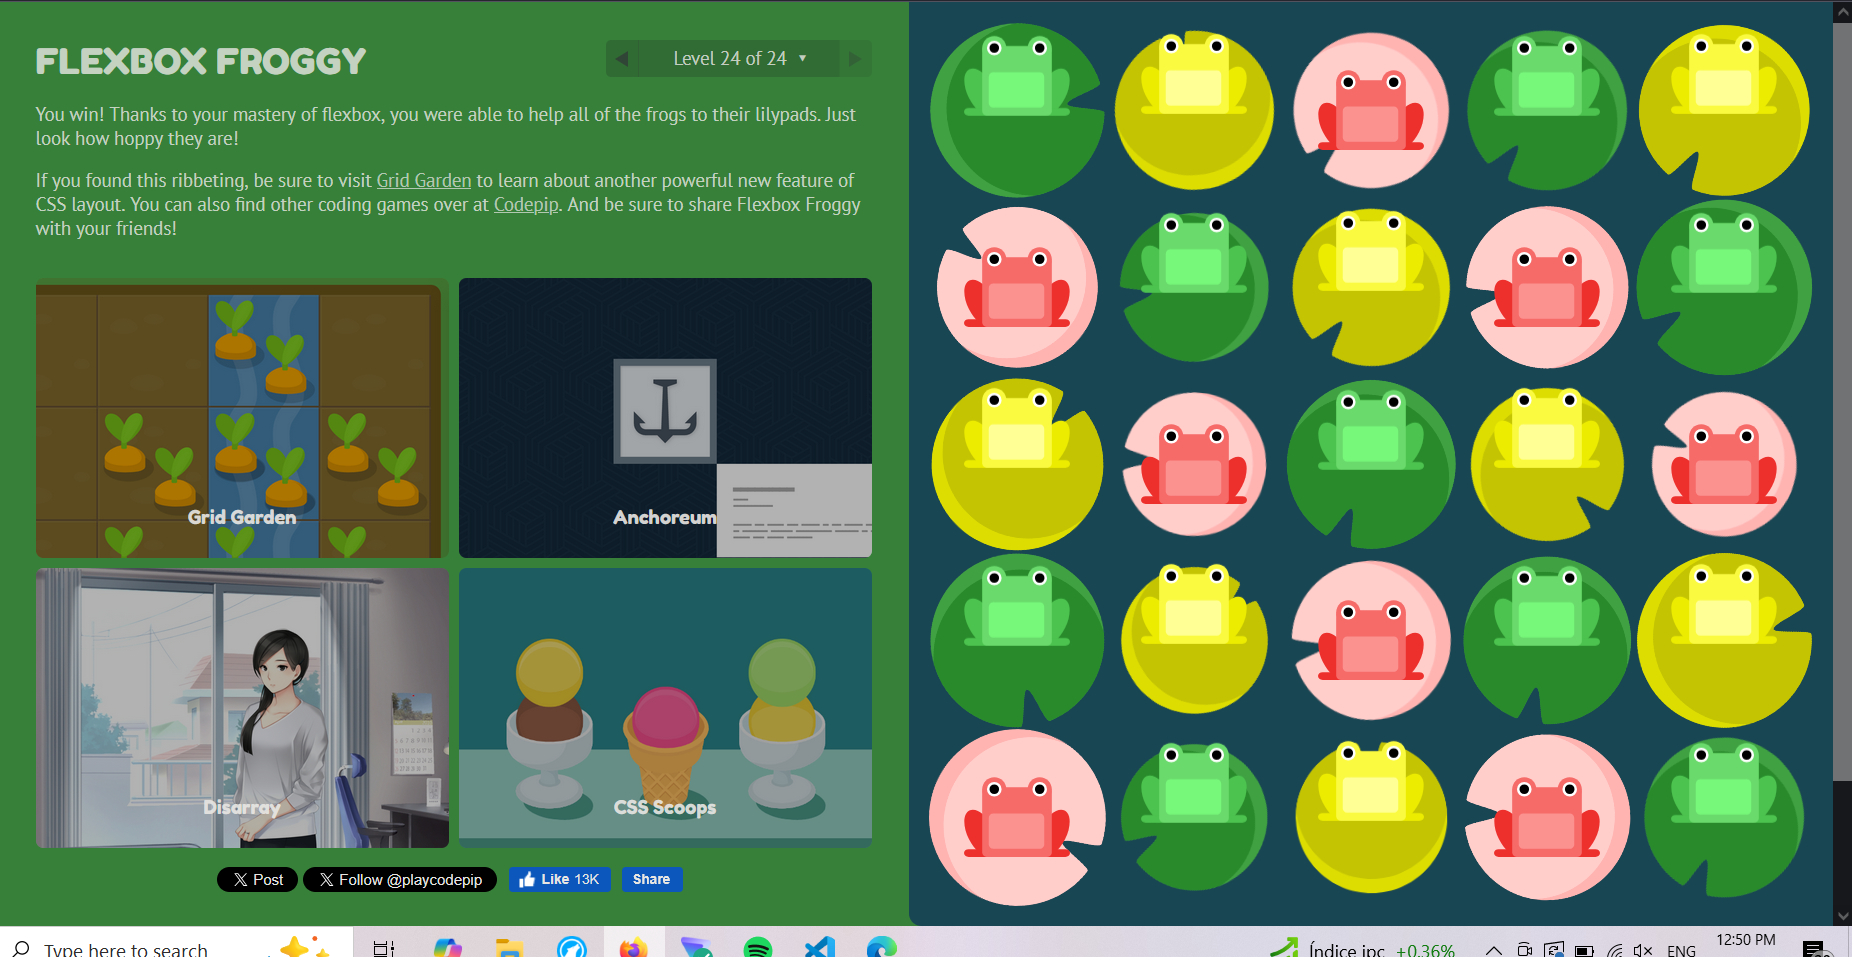 FLEXBOX FROGGY
Level 24 of 24
You win! Thanks to your mastery of flexbox, you were able to help all of the frogs to their lilypads. Just
look how hoppy they are!
If you found this ribbeting, be sure to visit Grid Garden to learn about another powerful new feature of
CSS layout. You can also find other coding games over at Codepip. And be sure to share Flexbox Froggy
with your friends!
Grid Garden
Anchoreum
Disarray
CSS Scoops
Post
Follow @playcodepip
Like 13K
Share
Type here to search
Índice ipc +0.36%
ENG
12:50 PM